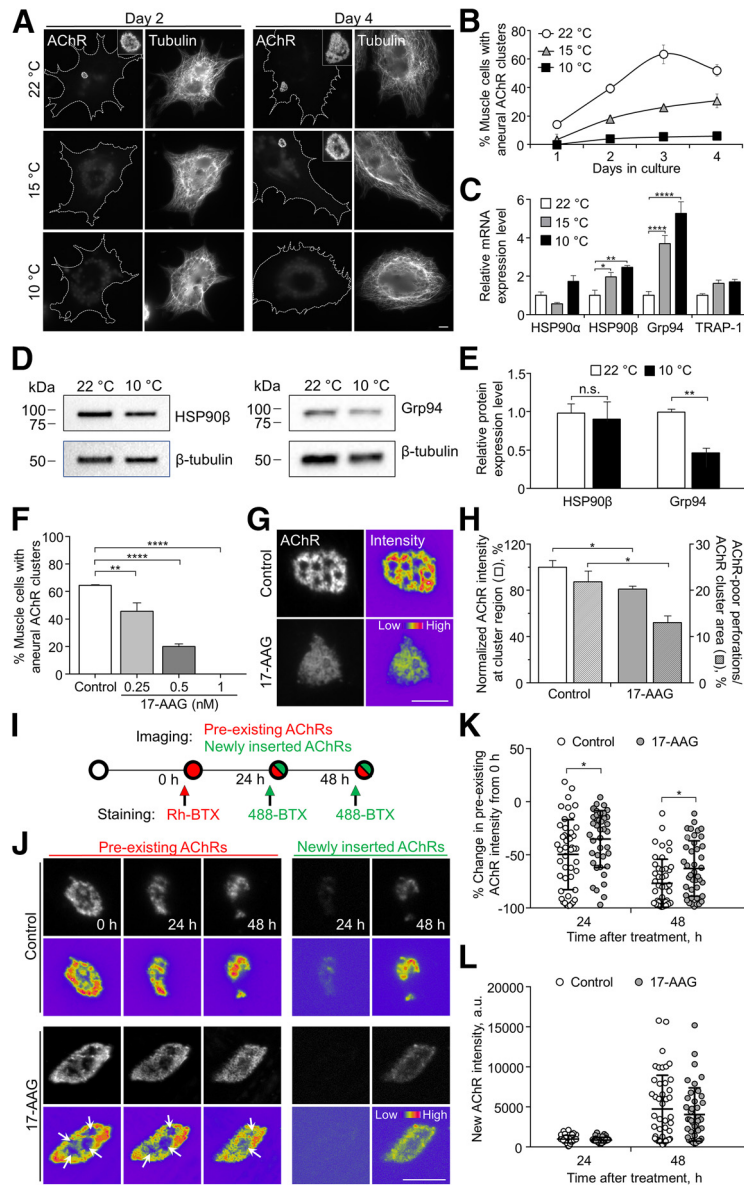 A
Day 2
Day 4
AChR
Tubulin
AChR
Tubulin
22 °C
15 °C
10 °C
B
% Muscle cells with
aneural AChR clusters
80
60
40
20
0
22 °C
15 °C
10 °C
1 2 3 4
Days in culture
C
Relative mRNA
expression level
8
6
4
2
0
22 °C
15 °C
10 °C
* ** **** ****
HSP90α HSP90β Grp94 TRAP-1
D
kDa 22 °C 10 °C
100
75
HSP90β
50
β-tubulin
kDa 22 °C 10 °C
100
75
Grp94
50
β-tubulin
E
Relative protein
expression level
1.5
1.0
0.5
0
22 °C 10 °C
n.s. **
HSP90β Grp94
F
% Muscle cells with
aneural AChR clusters
100
80
60
40
20
0
****
****
**
Control 0.25 0.5 1
17-AAG (nM)
G
AChR Intensity
Control
17-AAG
Low High
H
Normalized AChR intensity
at cluster region (□), %
120
80
40
0
* *
30
20
10
0
AChR-poor perforations/
AChR cluster area (▨), %
Control 17-AAG
I
Imaging: Pre-existing AChRs
Newly inserted AChRs
0 h 24 h 48 h
Staining: Rh-BTX 488-BTX 488-BTX
J
Pre-existing AChRs Newly inserted AChRs
Control
0 h 24 h 48 h 24 h 48 h
17-AAG
Low High
K
Control 17-AAG
% Change in pre-existing
AChR intensity from 0 h
50
0
-50
-100
* *
24 48
Time after treatment, h
L
Control 17-AAG
New AChR intensity, a.u.
20000
15000
10000
5000
0
24 48
Time after treatment, h